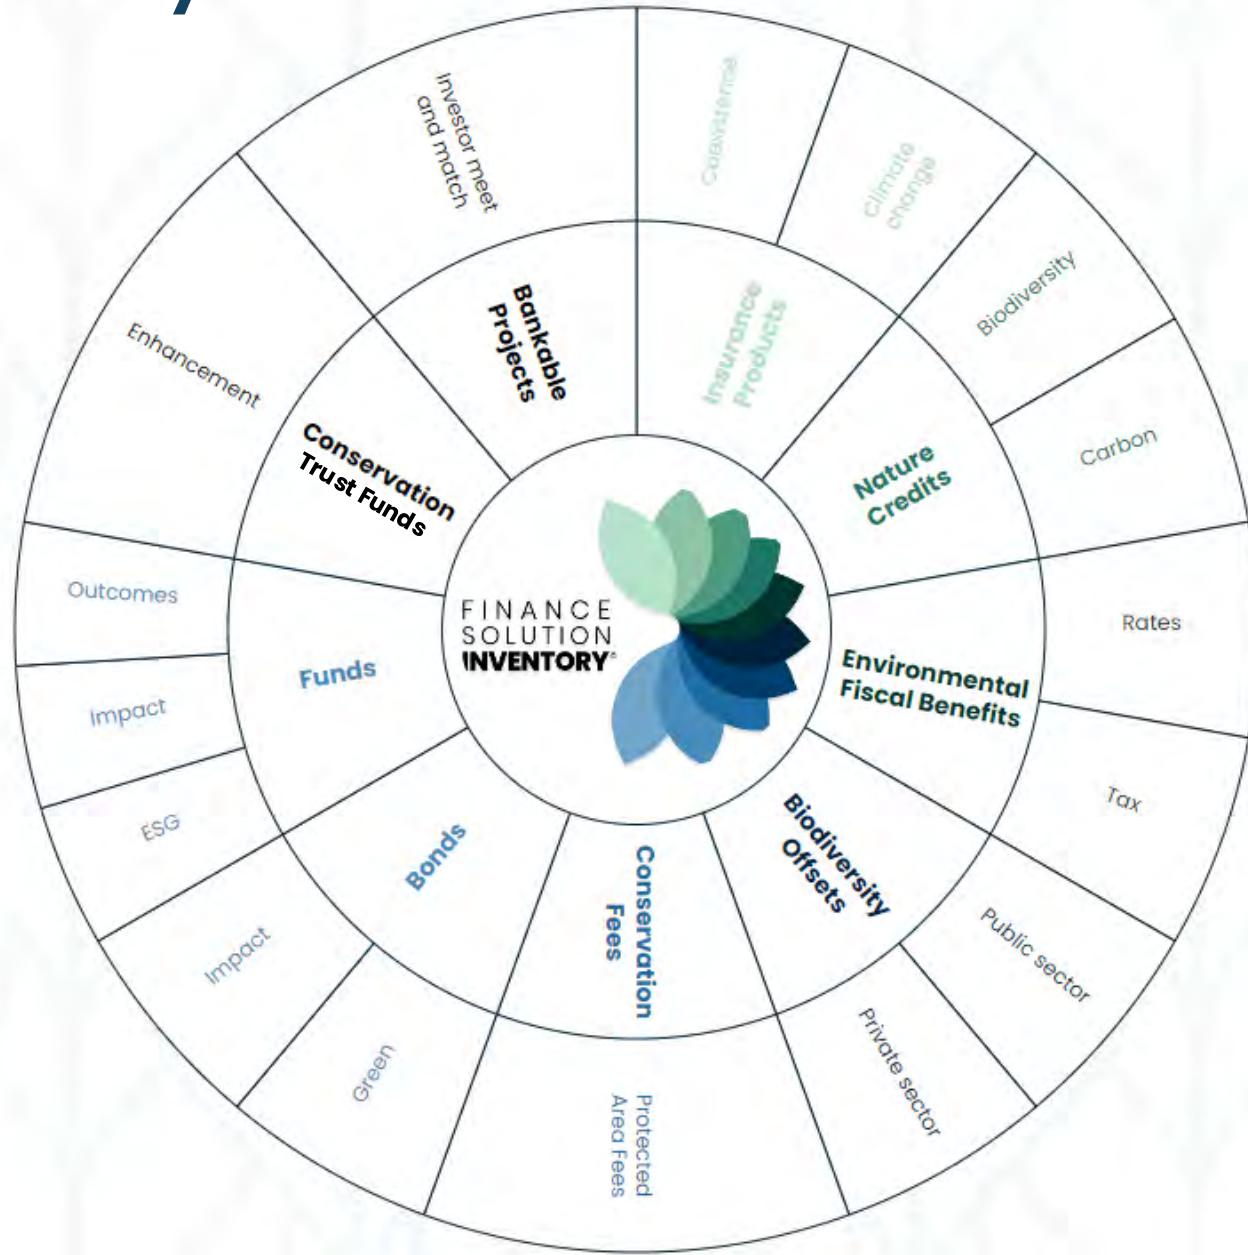 FINANCE
SOLUTION
INVENTORY®
Insurance
Products
Coexistence
Climate
change
Nature
Credits
Biodiversity
Carbon
Environmental
Fiscal Benefits
Rates
Tax
Biodiversity
Offsets
Public sector
Private sector
Conservation
Fees
Protected
Area Fees
Bonds
Green
Impact
Funds
ESG
Impact
Outcomes
Conservation
Trust Funds
Enhancement
Bankable
Projects
Investor meet
and match